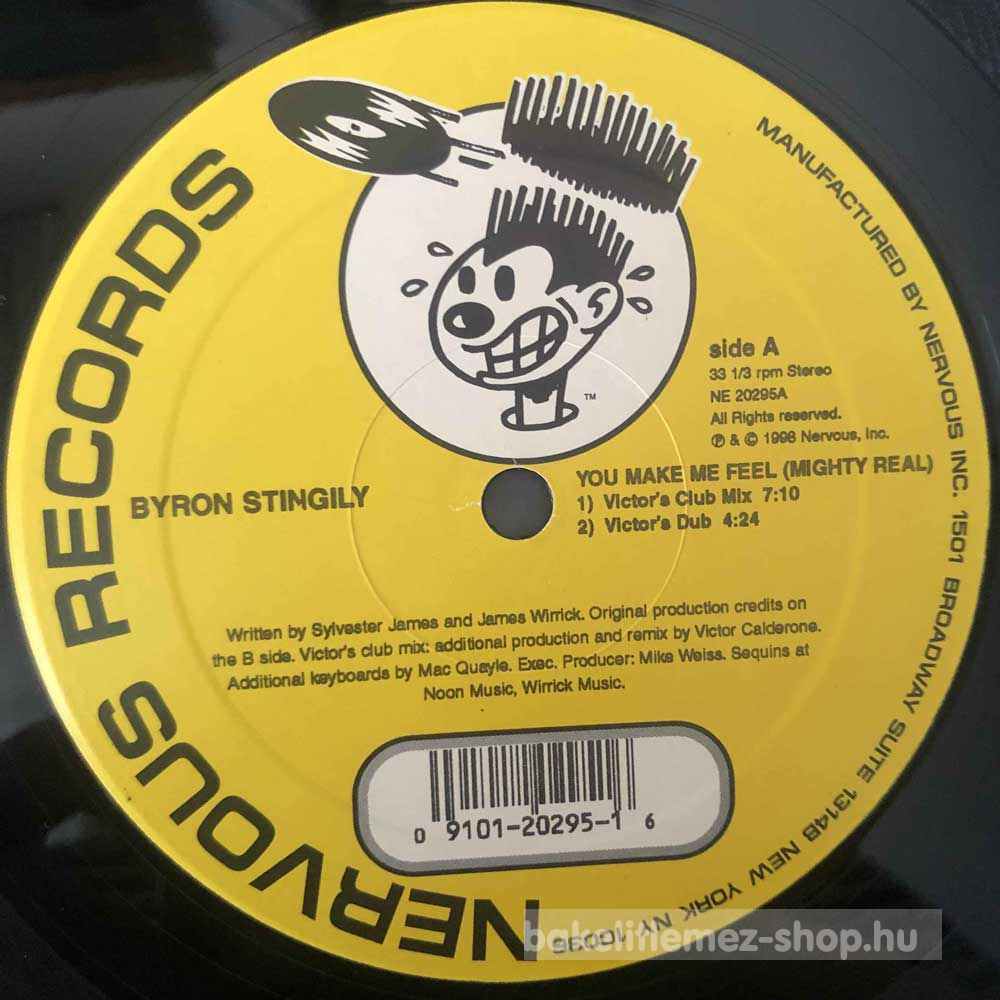 NERVOUS RECORDS
MANUFACTURED BY NERVOUS INC. 1501 BROADWAY SUITE 1314B NEW YORK NY 10036
TM
side A
33 1/3 rpm Stereo
NE 20295A
All Rights reserved.
℗ & © 1998 Nervous, Inc.
BYRON STINGILY
YOU MAKE ME FEEL (MIGHTY REAL)
1) Victor's Club Mix 7:10
2) Victor's Dub 4:24
Written by Sylvester James and James Wirrick. Original production credits on
the B side. Victor's club mix: additional production and remix by Victor Calderone.
Additional keyboards by Mac Quayle. Exec. Producer: Mike Weiss. Sequins at
Noon Music, Wirrick Music.
0 9101-20295-1 6
bakelitlemez-shop.hu